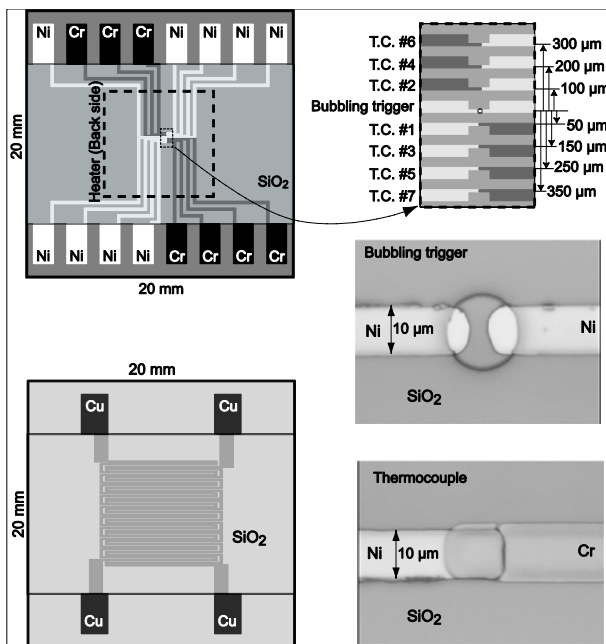 Ni Cr Cr Cr Ni Ni Ni Ni
20 mm
Heater (Back side)
SiO2
Ni Ni Ni Ni Cr Cr Cr Cr
20 mm
T.C. #6
T.C. #4
T.C. #2
Bubbling trigger
T.C. #1
T.C. #3
T.C. #5
T.C. #7
300 µm
200 µm
100 µm
50 µm
150 µm
250 µm
350 µm
Bubbling trigger
Ni 10 µm Ni
SiO2
20 mm
Cu Cu
20 mm
SiO2
Cu Cu
Thermocouple
Ni 10 µm Cr
SiO2